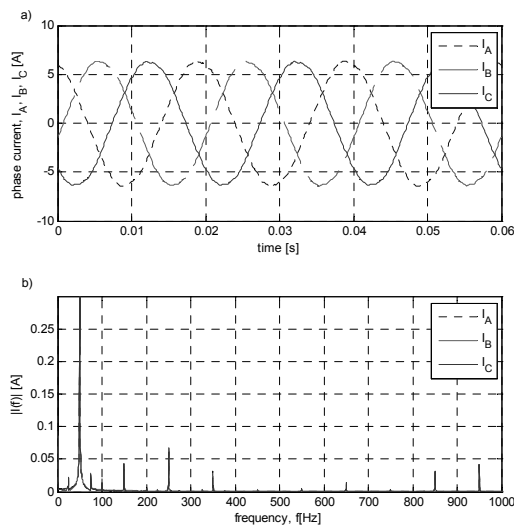 a)
10
5
0
-5
-10
phase current, I_A, I_B, I_C [A]
0
0.01
0.02
0.03
0.04
0.05
0.06
time [s]
I_A
I_B
I_C
b)
0.25
0.2
0.15
0.1
0.05
0
|I(f)| [A]
0
100
200
300
400
500
600
700
800
900
1000
frequency, f[Hz]
I_A
I_B
I_C